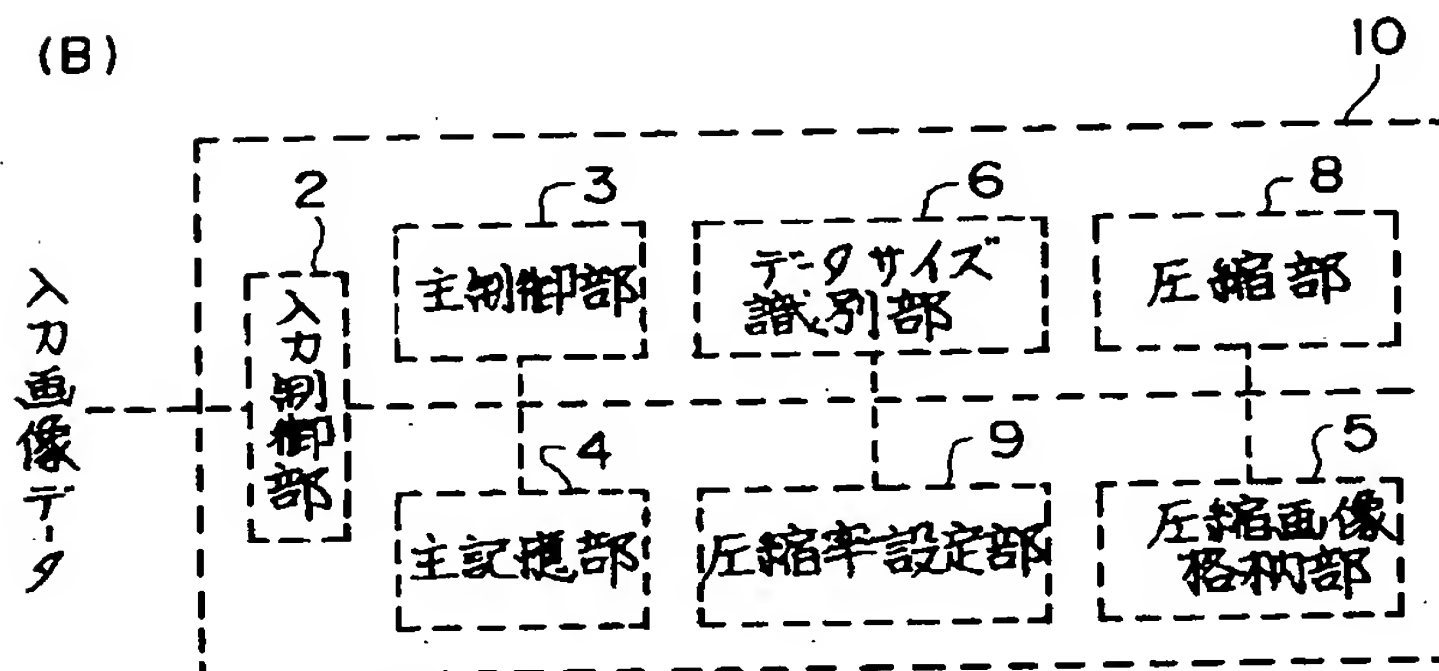 (B)
10
2
3
6
8
入力画像データ
入力制御部
主制御部
データサイズ
識別部
圧縮部
4
9
5
主記憶部
圧縮率設定部
圧縮画像
格納部